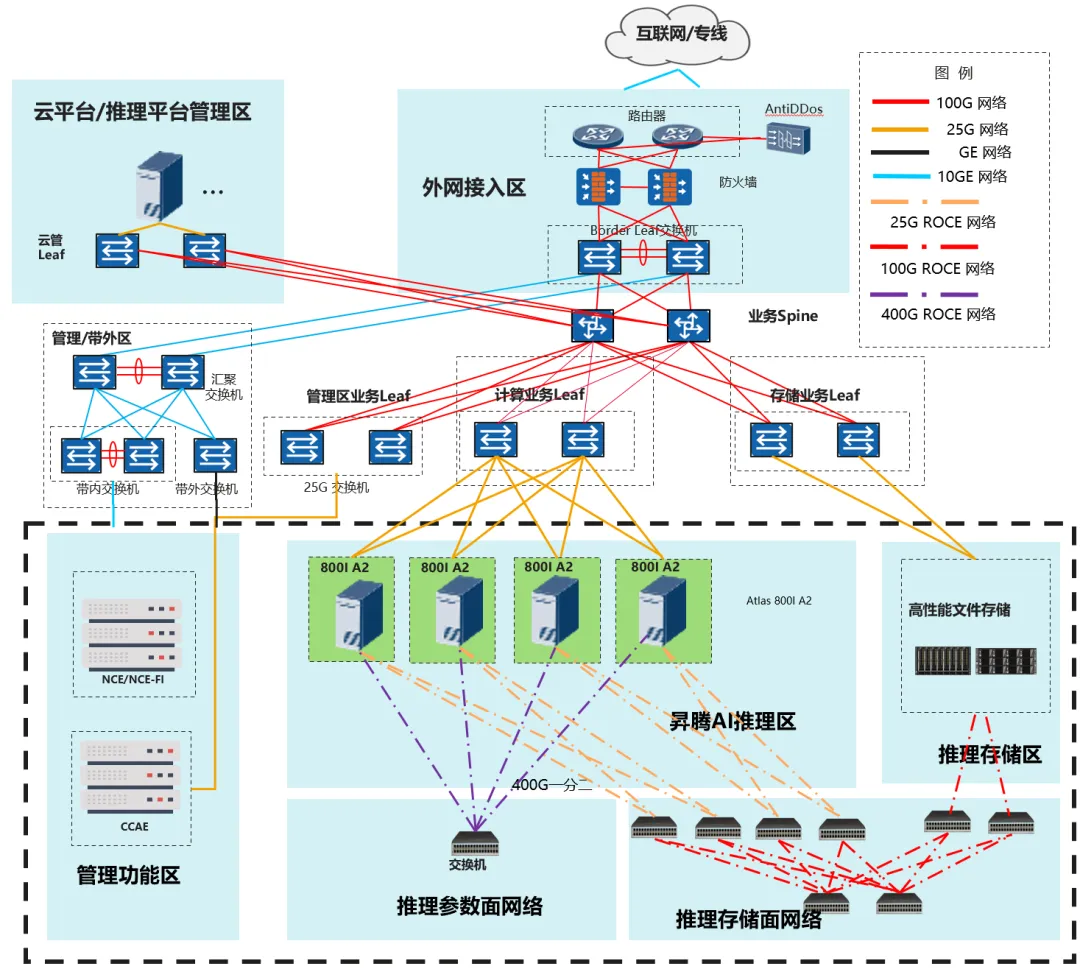 互联网/专线
图 例
100G 网络
25G 网络
GE 网络
10GE 网络
25G ROCE 网络
100G ROCE 网络
400G ROCE 网络
云平台/推理平台管理区
...
云管
Leaf
外网接入区
路由器
AntiDDos
防火墙
Border Leaf交换机
业务Spine
管理/带外区
汇聚
交换机
带内交换机
带外交换机
管理区业务Leaf
25G 交换机
计算业务Leaf
存储业务Leaf
NCE/NCE-FI
CCAE
管理功能区
800I A2
800I A2
800I A2
800I A2
Atlas 800I A2
昇腾AI推理区
高性能文件存储
推理存储区
400G一分二
交换机
推理参数面网络
推理存储面网络